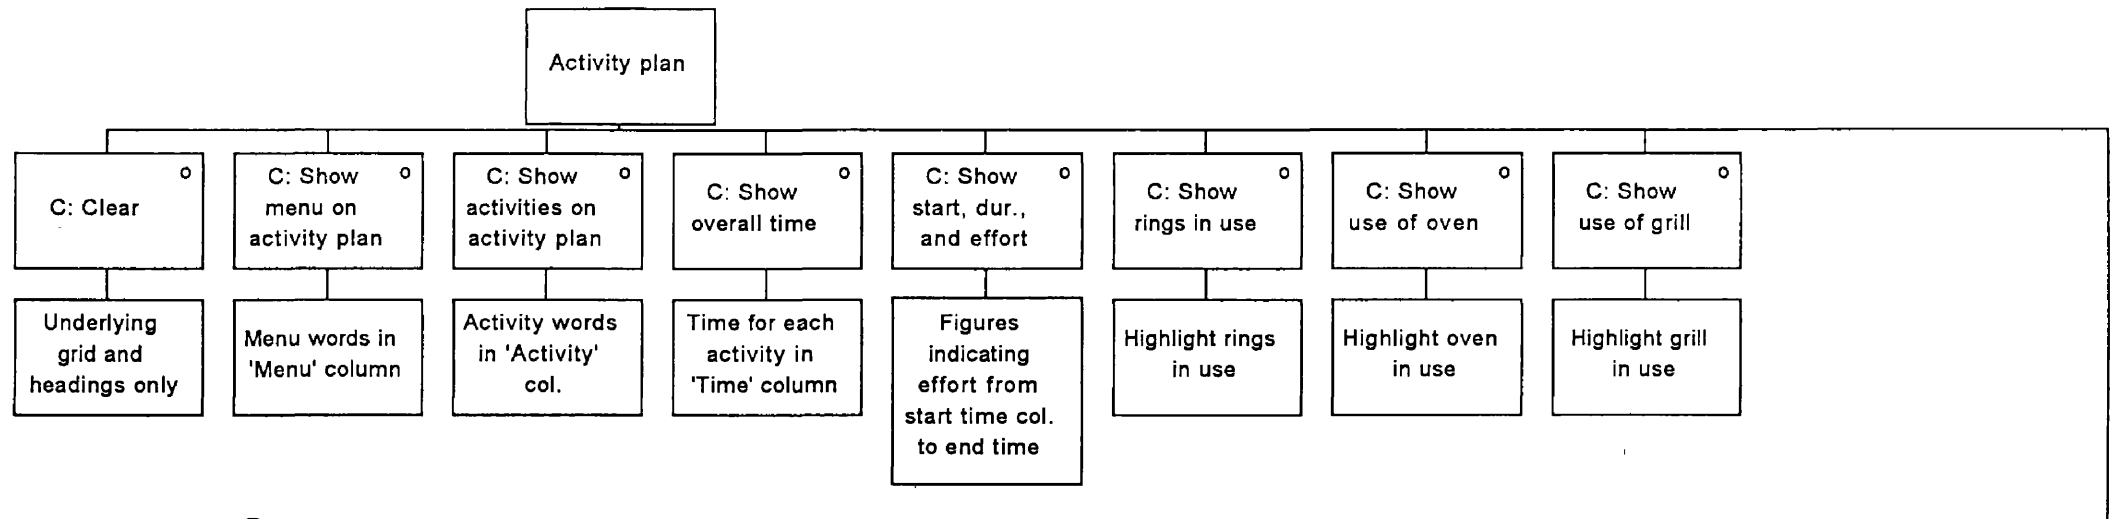 Activity plan
C: Clear
o
C: Show
menu on
activity plan
o
C: Show
activities on
activity plan
o
C: Show
overall time
o
C: Show
start, dur.,
and effort
o
C: Show
rings in use
o
C: Show
use of oven
o
C: Show
use of grill
o
Underlying
grid and
headings only
Menu words in
'Menu' column
Activity words
in 'Activity'
col.
Time for each
activity in
'Time' column
Figures
indicating
effort from
start time col.
to end time
Highlight rings
in use
Highlight oven
in use
Highlight grill
in use